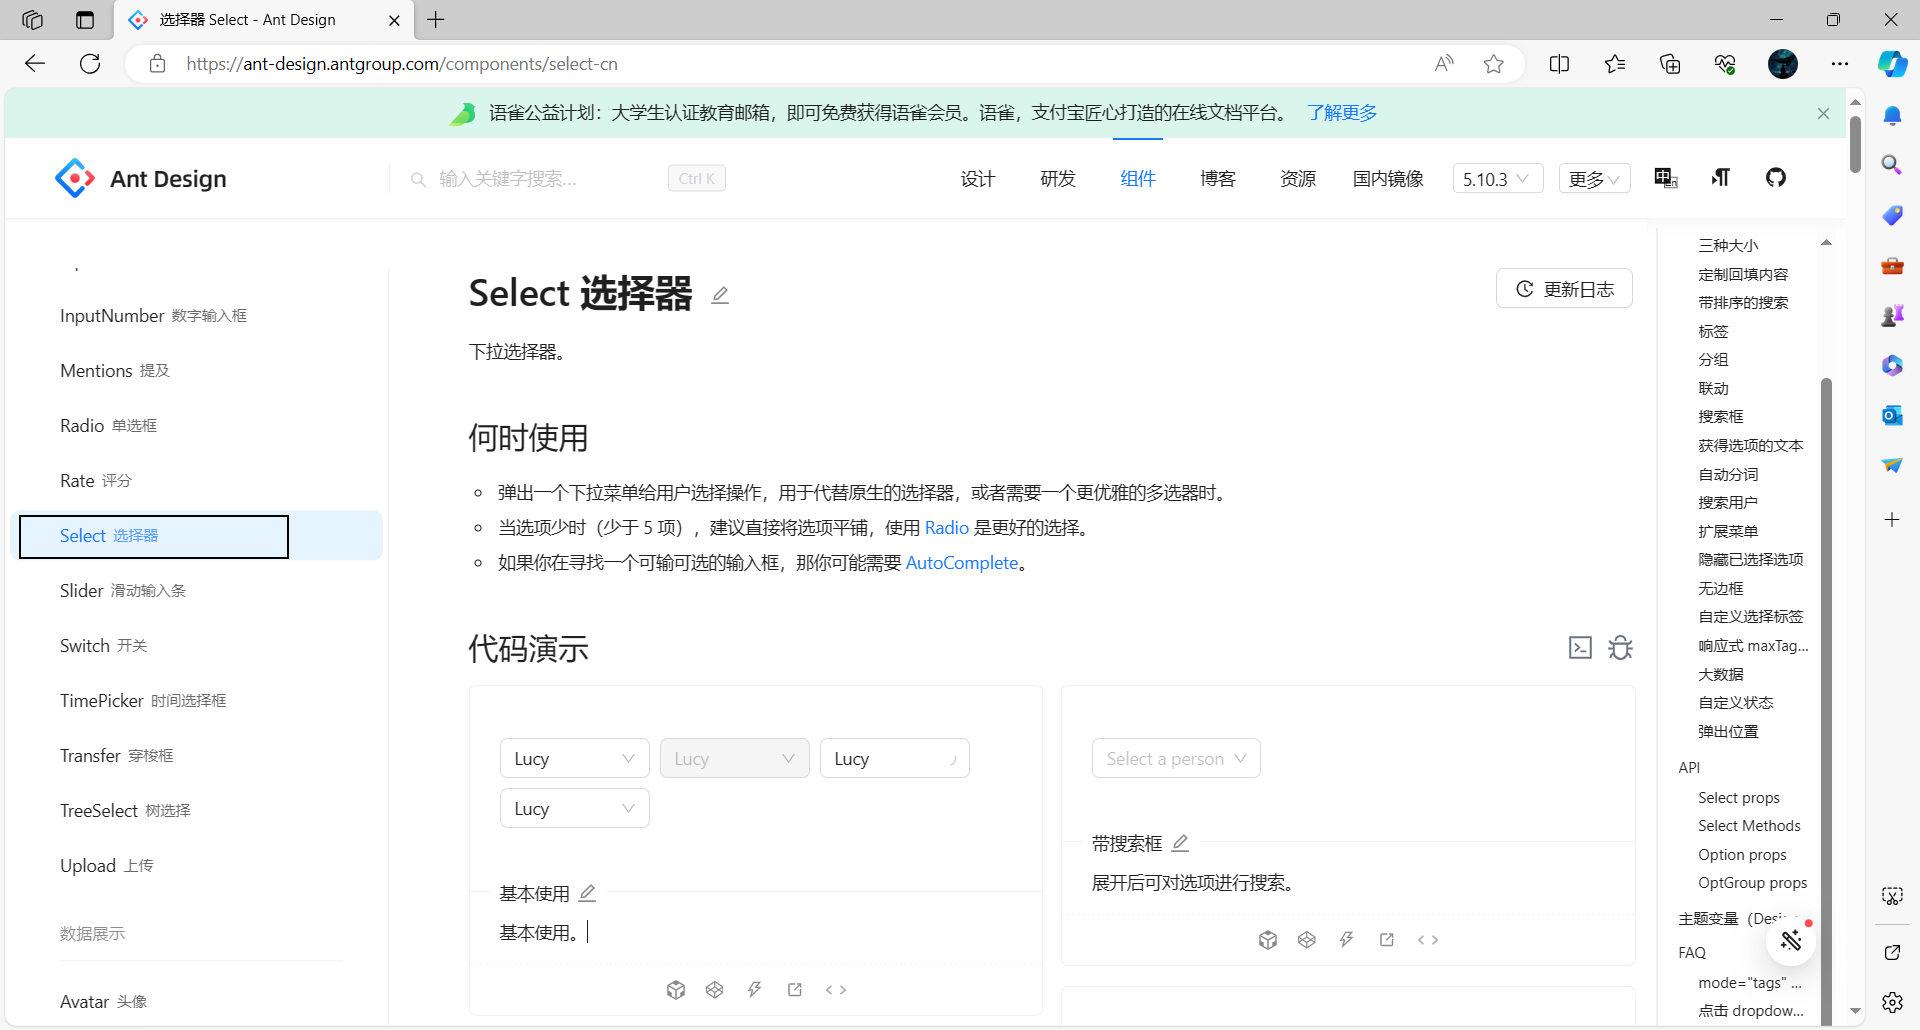 选择器 Select - Ant Design
https://ant-design.antgroup.com/components/select-cn
语雀公益计划：大学生认证教育邮箱，即可免费获得语雀会员。语雀，支付宝匠心打造的在线文档平台。 了解更多
Ant Design
输入关键字搜索...
Ctrl K
设计
研发
组件
博客
资源
国内镜像
5.10.3
更多
InputNumber 数字输入框
Mentions 提及
Radio 单选框
Rate 评分
Select 选择器
Slider 滑动输入条
Switch 开关
TimePicker 时间选择框
Transfer 穿梭框
TreeSelect 树选择
Upload 上传
数据展示
Avatar 头像
Select 选择器
更新日志
下拉选择器。
何时使用
弹出一个下拉菜单给用户选择操作，用于代替原生的选择器，或者需要一个更优雅的多选器时。
当选项少时（少于 5 项），建议直接将选项平铺，使用 Radio 是更好的选择。
如果你在寻找一个可输可选的输入框，那你可能需要 AutoComplete。
代码演示
Lucy
Lucy
Lucy
Lucy
基本使用
基本使用。
Select a person
带搜索框
展开后可对选项进行搜索。
三种大小
定制回填内容
带排序的搜索
标签
分组
联动
搜索框
获得选项的文本
自动分词
搜索用户
扩展菜单
隐藏已选择选项
无边框
自定义选择标签
响应式 maxTag...
大数据
自定义状态
弹出位置
API
Select props
Select Methods
Option props
OptGroup props
主题变量（Desi
FAQ
mode="tags" ...
点击 dropdow...